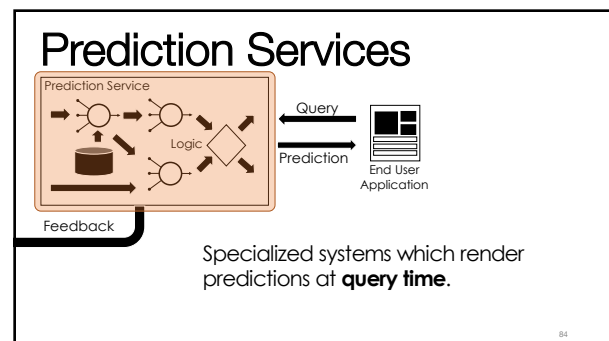 Prediction Services
Prediction Service
Logic
Query
Prediction
End User
Application
Feedback
Specialized systems which render
predictions at query time.
84